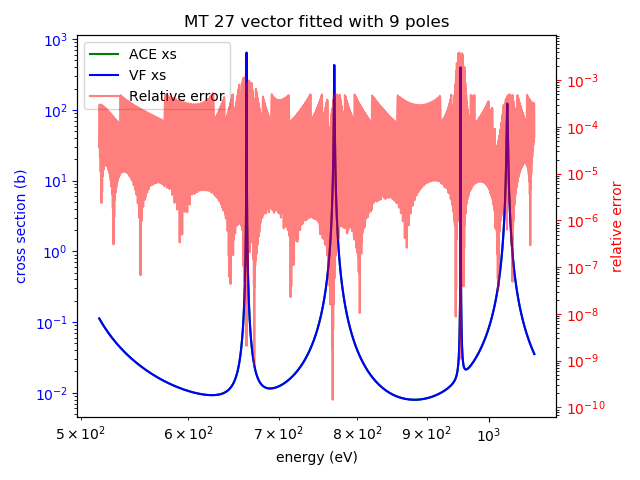 MT 27 vector fitted with 9 poles
ACE xs
VF xs
Relative error
cross section (b)
10³
10²
10¹
10⁰
10⁻¹
10⁻²
relative error
10⁻³
10⁻⁴
10⁻⁵
10⁻⁶
10⁻⁷
10⁻⁸
10⁻⁹
10⁻¹⁰
5 × 10² 6 × 10² 7 × 10² 8 × 10² 9 × 10² 10³
energy (eV)